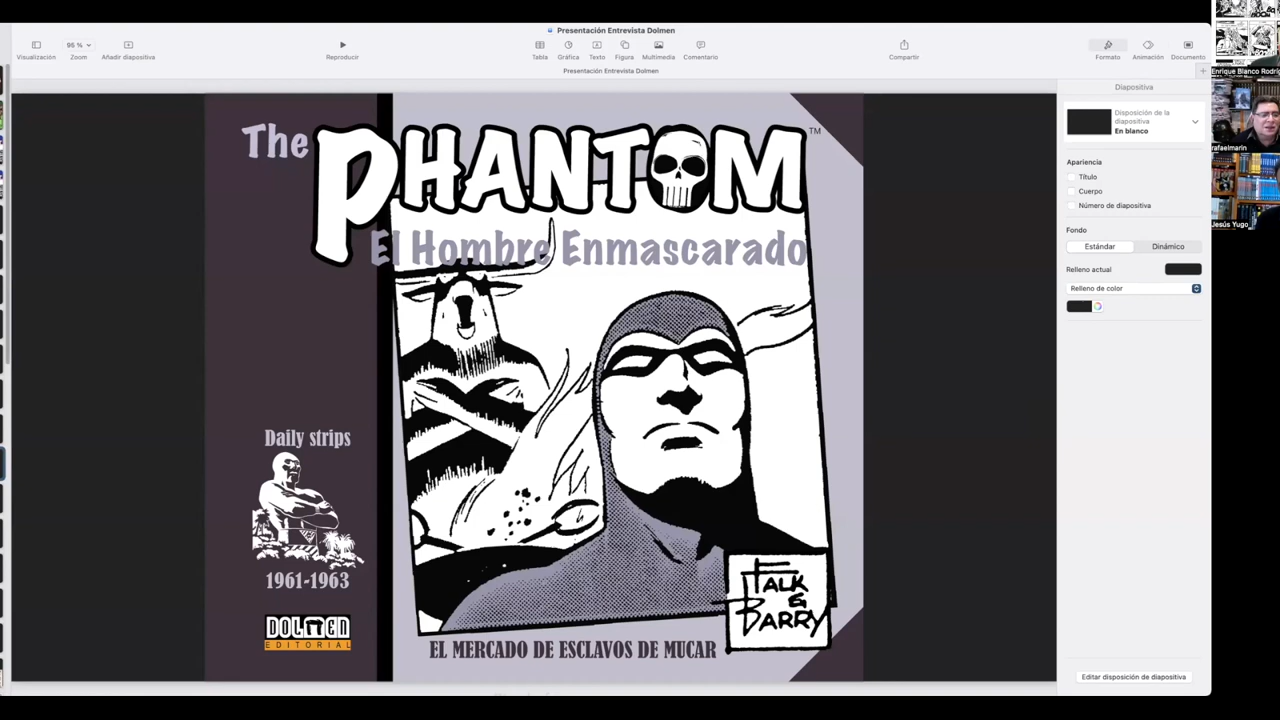 Presentación Entrevista Dolmen
95 %
Visualización
Zoom
Añadir diapositiva
Reproducir
Tabla
Gráfica
Texto
Figura
Multimedia
Comentario
Compartir
Formato
Animación
Documento
Presentación Entrevista Dolmen
Diapositiva
Disposición de la
diapositiva
En blanco
Apariencia
Título
Cuerpo
Número de diapositiva
Fondo
Estándar
Dinámico
Relleno actual
Relleno de color
Editar disposición de diapositiva
The PHANTOM TM
El Hombre Enmascarado
Daily strips
1961-1963
DOLMEN
EDITORIAL
FALK
&
BARRY
EL MERCADO DE ESCLAVOS DE MUCAR
Enrique Blanco Rodríg
rafaelmarin
Jesús Yugo